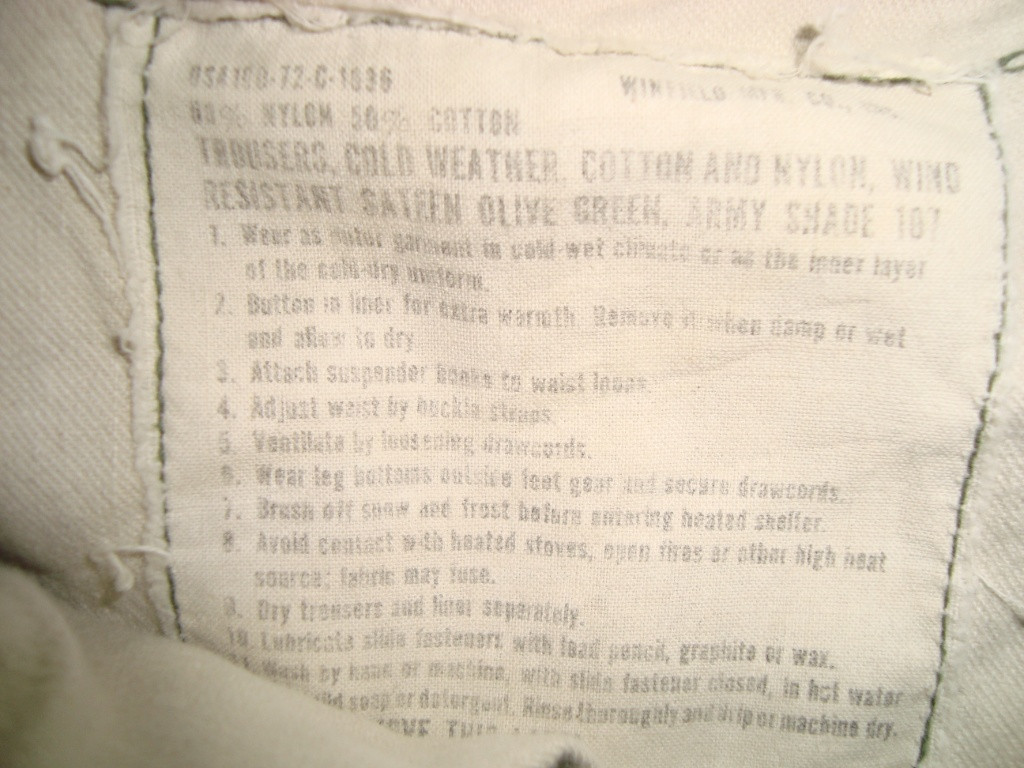 DSA100-72-C-1036 WINFIELD MFR. CO., INC.
50% NYLON 50% COTTON
TROUSERS, COLD WEATHER, COTTON AND NYLON, WIND
RESISTANT SATEEN OLIVE GREEN, ARMY SHADE 107
1. Wear as outer garment in cold-wet climate or as the inner layer
of the cold-dry uniform.
2. Button in liner for extra warmth. Remove it when damp or wet
and allow to dry.
3. Attach suspender hooks to waist loops.
4. Adjust waist by buckle straps.
5. Ventilate by loosening drawcords.
6. Wear leg bottoms outside foot gear and secure drawcords.
7. Brush off snow and frost before entering heated shelter.
8. Avoid contact with heated stoves, open fires or other high heat
source; fabric may fuse.
9. Dry trousers and liner separately.
10. Lubricate slide fasteners with lead pencil, graphite or wax.
11. Wash by hand or machine, with slide fastener closed, in hot water
soap or detergent. Rinse thoroughly and drip or machine dry.
THIS